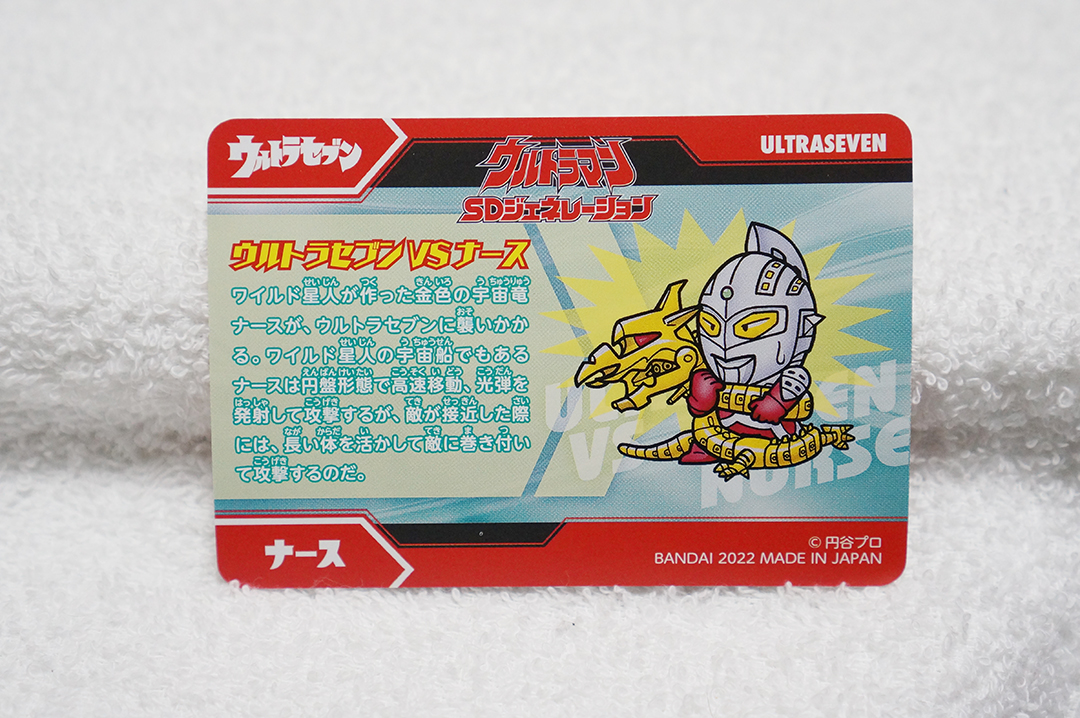 ウルトラセブン
ULTRASEVEN
ウルトラマン
SDジェネレーション
ウルトラセブンVSナース
ワイルド星人が作った金色の宇宙竜
ナースが、ウルトラセブンに襲いかか
る。ワイルド星人の宇宙船でもある
ナースは円盤形態で高速移動、光弾を
発射して攻撃するが、敵が接近した際
には、長い体を活かして敵に巻き付い
て攻撃するのだ。
VS
NURSE
ナース
© 円谷プロ
BANDAI 2022 MADE IN JAPAN